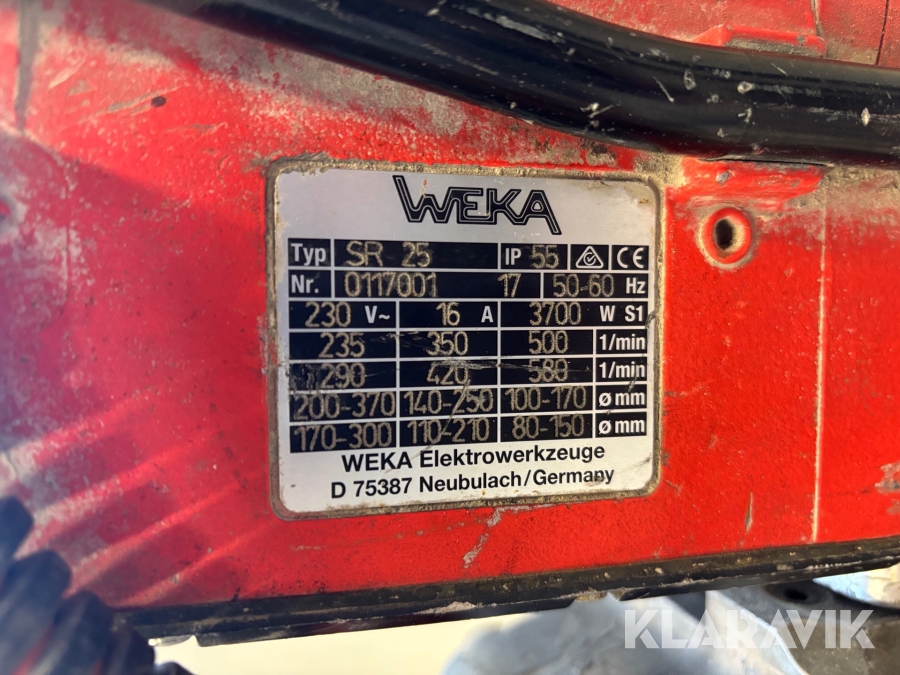 WEKA
Typ SR 25 IP 55 CE
Nr. 0117001 17 50-60 Hz
230 V~ 16 A 3700 W S1
235 350 500 1/min
290 420 580 1/min
200-370 140-250 100-170 ø mm
170-300 110-210 80-150 ø mm
WEKA Elektrowerkzeuge
D 75387 Neubulach/Germany
KLARAVIK